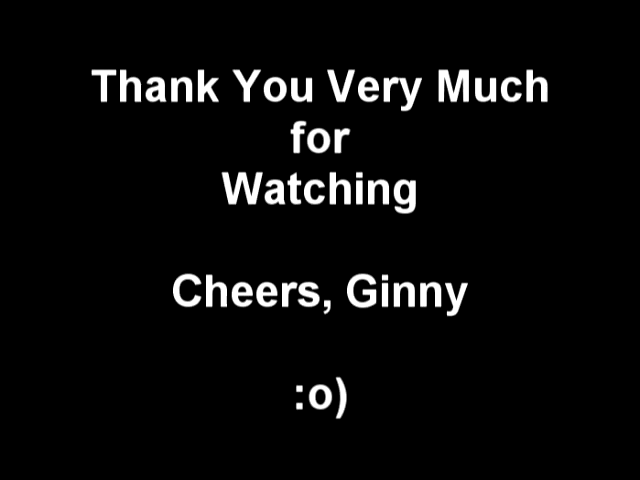 Thank You Very Much
for
Watching
Cheers, Ginny
:o)